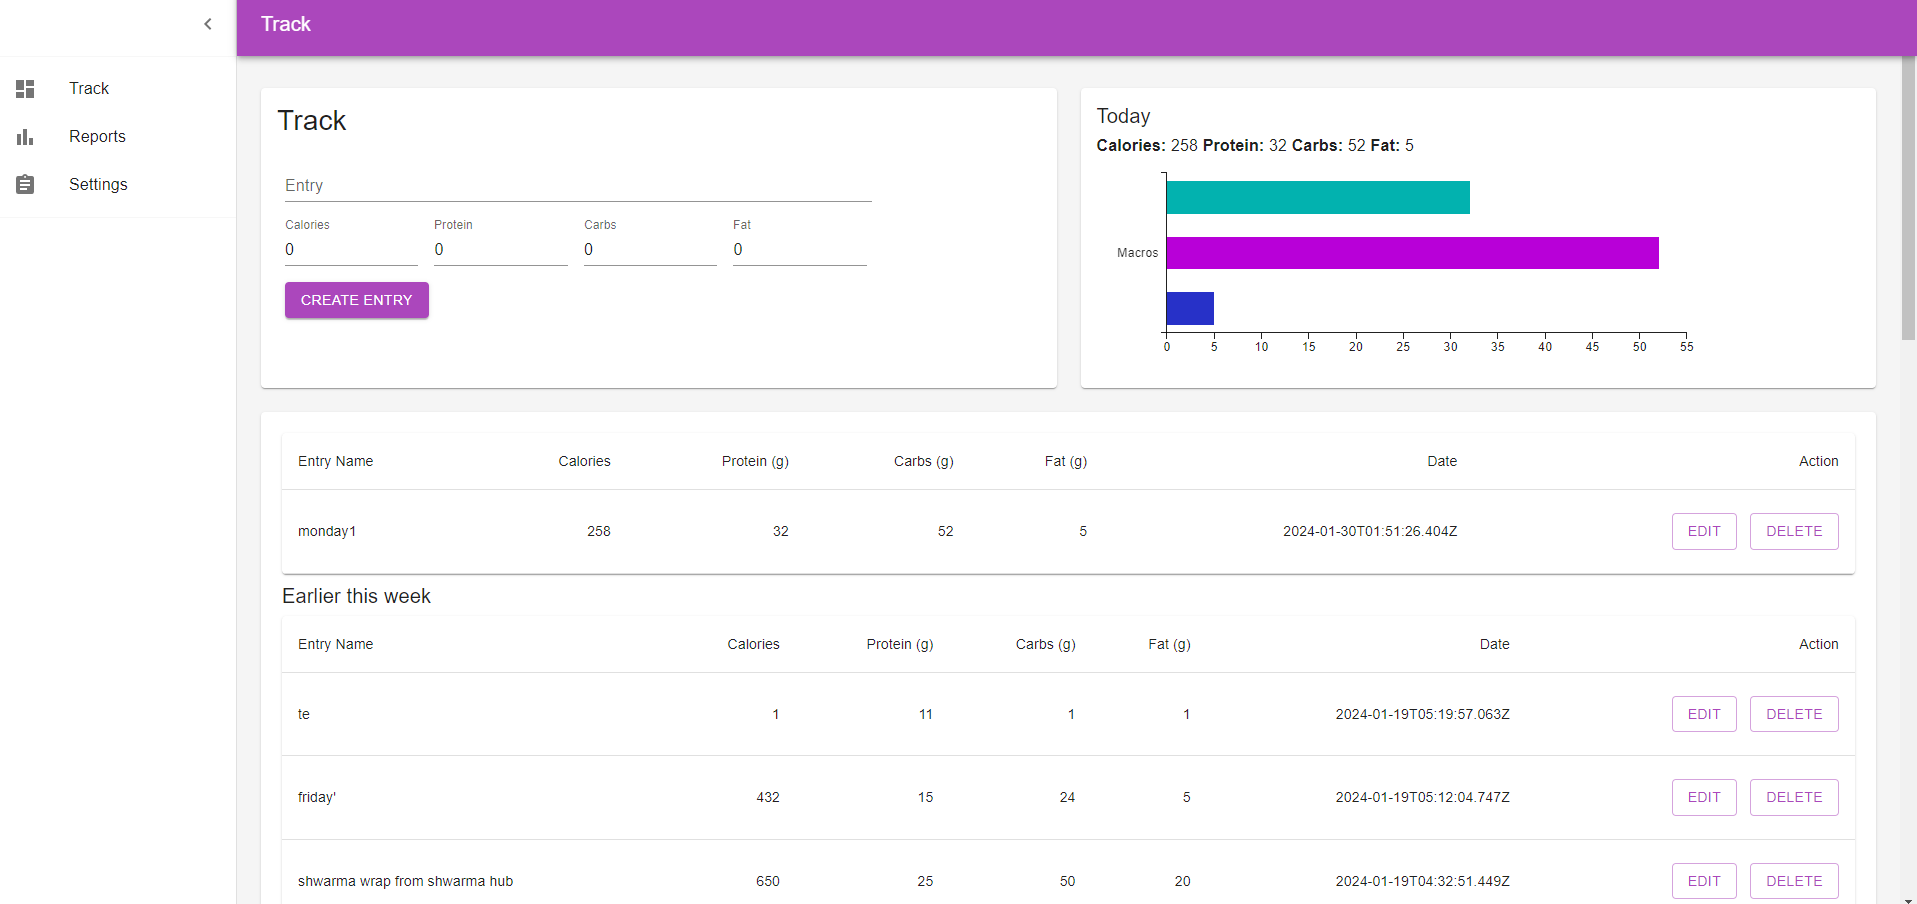 Track
Track
Reports
Settings
Track
Entry
Calories Protein Carbs Fat
0 0 0 0
CREATE ENTRY
Today
Calories: 258 Protein: 32 Carbs: 52 Fat: 5
Macros
0 5 10 15 20 25 30 35 40 45 50 55
Entry Name Calories Protein (g) Carbs (g) Fat (g) Date Action
monday1 258 32 52 5 2024-01-30T01:51:26.404Z EDIT DELETE
Earlier this week
Entry Name Calories Protein (g) Carbs (g) Fat (g) Date Action
te 1 11 1 1 2024-01-19T05:19:57.063Z EDIT DELETE
friday' 432 15 24 5 2024-01-19T05:12:04.747Z EDIT DELETE
shwarma wrap from shwarma hub 650 25 50 20 2024-01-19T04:32:51.449Z EDIT DELETE